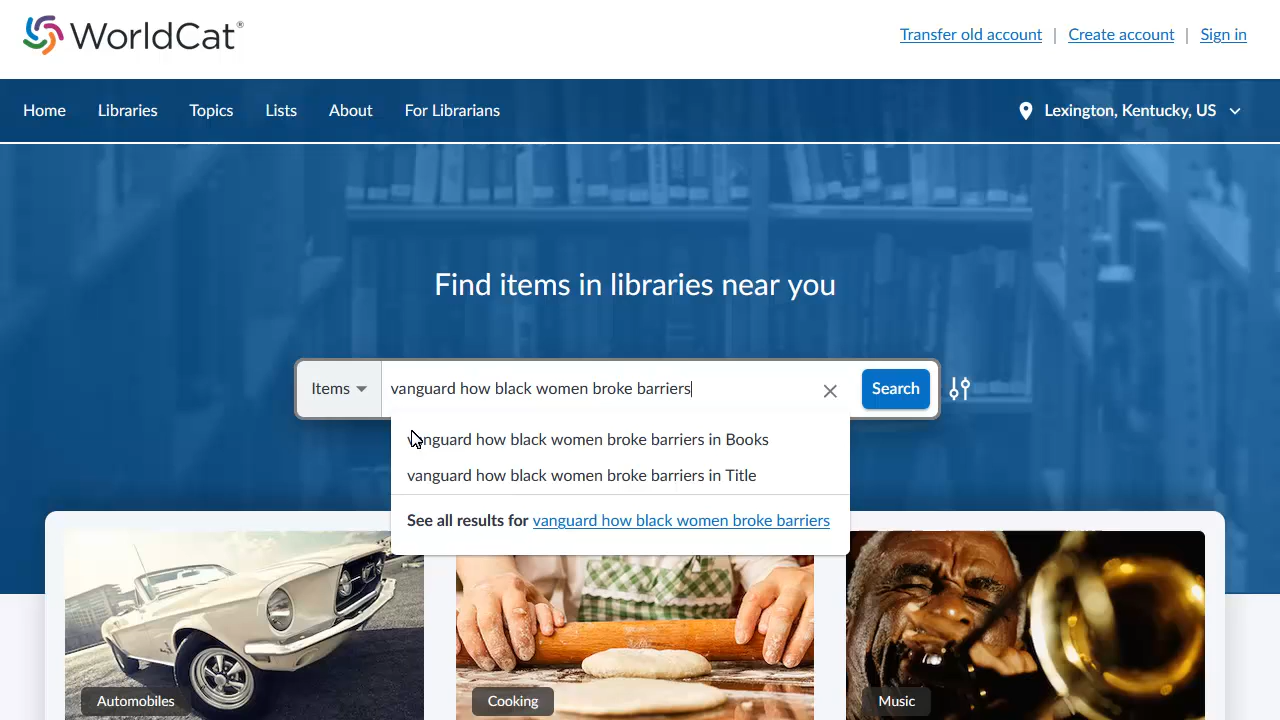 WorldCat®
Transfer old account | Create account | Sign in
Home Libraries Topics Lists About For Librarians
Lexington, Kentucky, US
Find items in libraries near you
Items vanguard how black women broke barriers Search
vanguard how black women broke barriers in Books
vanguard how black women broke barriers in Title
See all results for vanguard how black women broke barriers
Automobiles Cooking Music